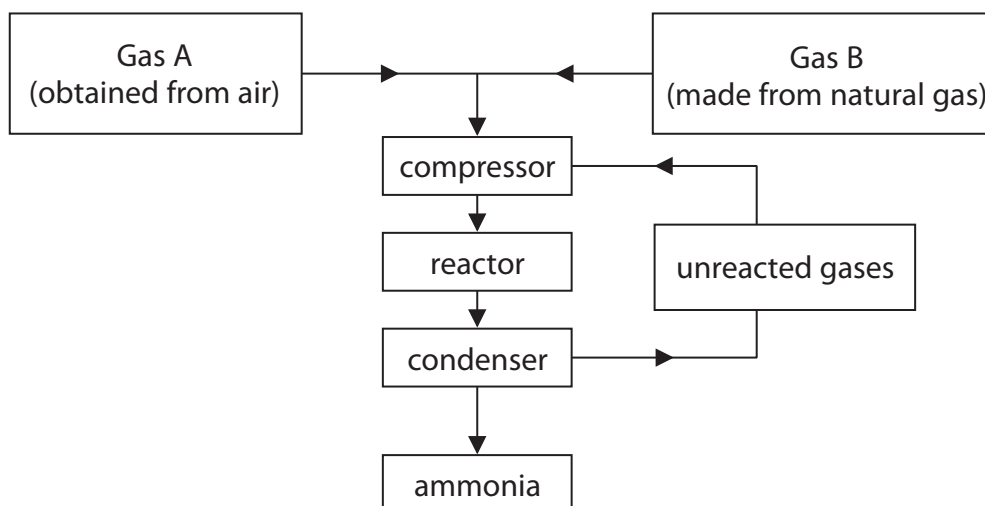 Gas A
(obtained from air)
Gas B
(made from natural gas)
compressor
reactor
unreacted gases
condenser
ammonia